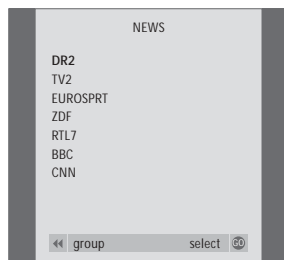 NEWS
DR2
TV2
EUROSPRT
ZDF
RTL7
BBC
CNN
group select GO